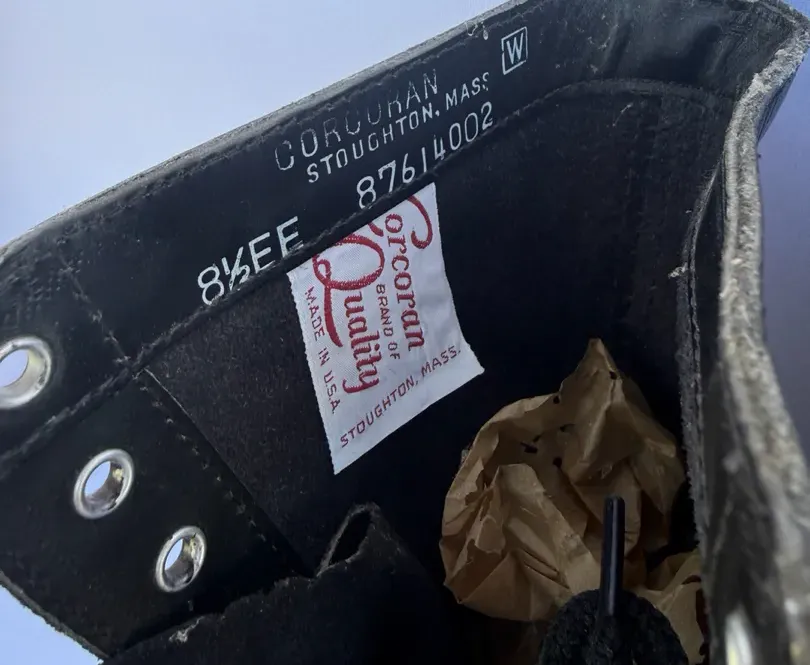 W
CORCORAN
STOUGHTON, MASS
87614002
8½EE
Corcoran
BRAND OF
Quality
MADE IN U.S.A.
STOUGHTON, MASS.